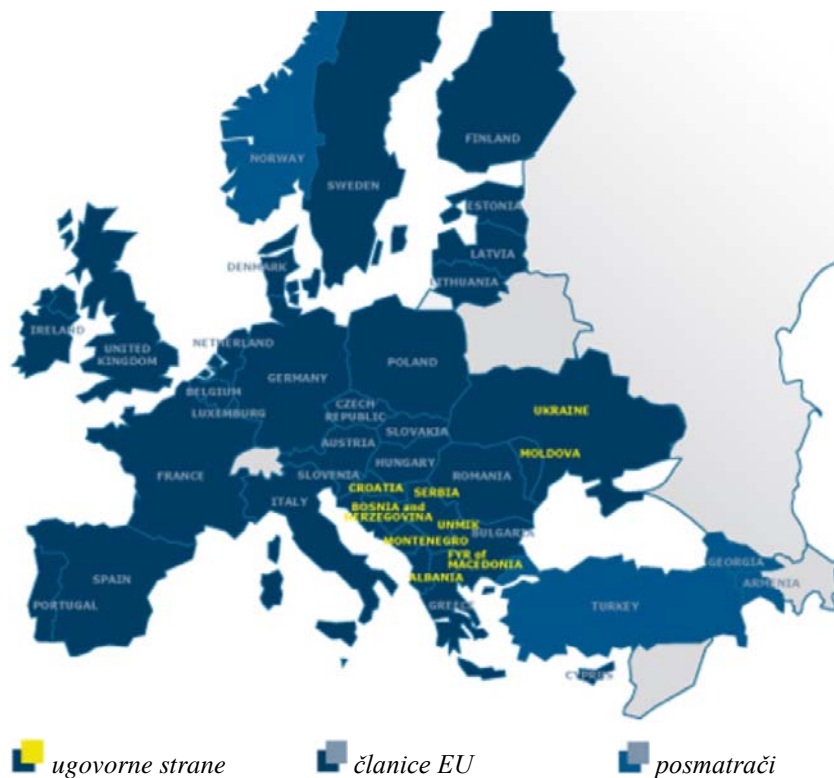 FINLAND
NORWAY
SWEDEN
ESTONIA
LATVIA
DENMARK
LITHUANIA
IRELAND
NETHERLAND
UNITED
KINGDOM
POLAND
GERMANY
BELGIUM
LUXEMBURG
CZECH
REPUBLIC
UKRAINE
SLOVAKIA
AUSTRIA
MOLDOVA
HUNGARY
FRANCE
SLOVENIA
ROMANIA
CROATIA
SERBIA
ITALY
BOSNIA and
HERZEGOVINA
UNMIK
BULGARIA
MONTENEGRO
FYR of
MACEDONIA
GEORGIA
ALBANIA
SPAIN
ARMENIA
PORTUGAL
GREECE
TURKEY
CYPRUS
ugovorne strane
članice EU
posmatrači